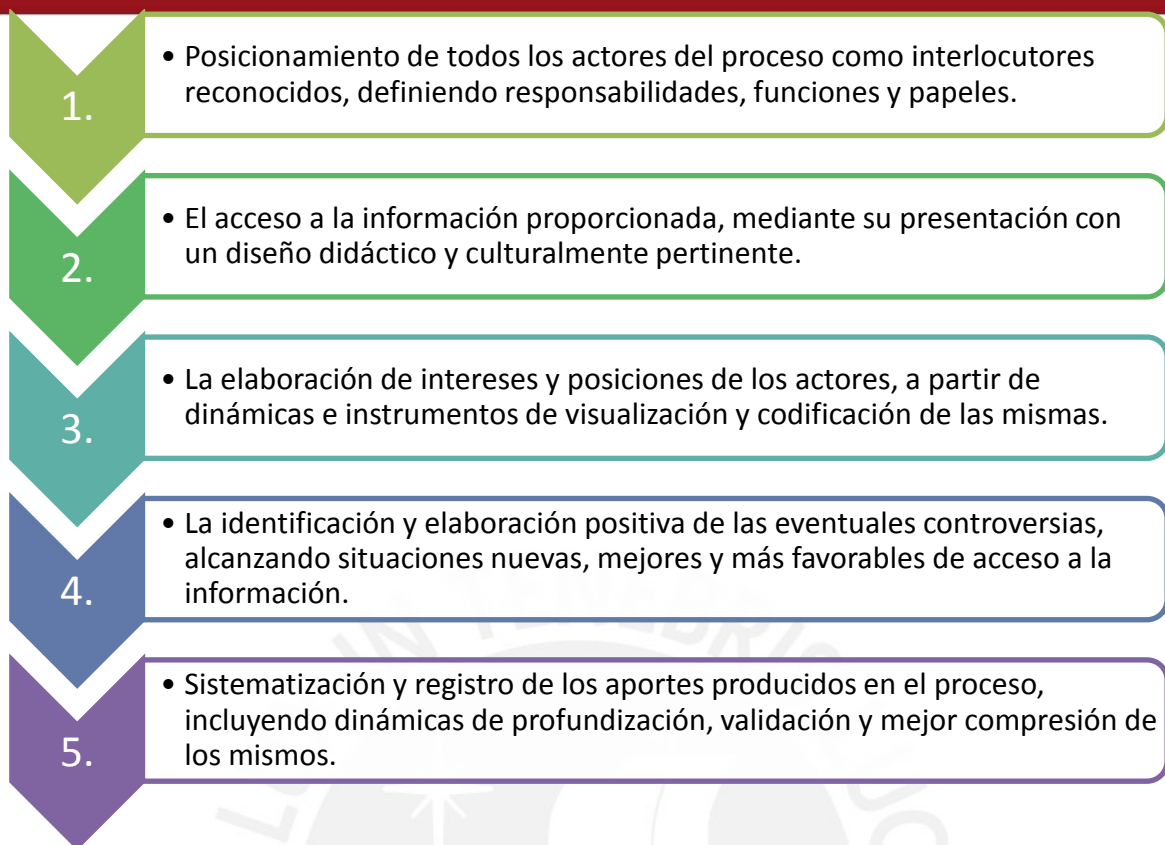 1.
• Posicionamiento de todos los actores del proceso como interlocutores
reconocidos, definiendo responsabilidades, funciones y papeles.
2.
• El acceso a la información proporcionada, mediante su presentación con
un diseño didáctico y culturalmente pertinente.
3.
• La elaboración de intereses y posiciones de los actores, a partir de
dinámicas e instrumentos de visualización y codificación de las mismas.
4.
• La identificación y elaboración positiva de las eventuales controversias,
alcanzando situaciones nuevas, mejores y más favorables de acceso a la
información.
5.
• Sistematización y registro de los aportes producidos en el proceso,
incluyendo dinámicas de profundización, validación y mejor compresión de
los mismos.
IN TENEBRIS